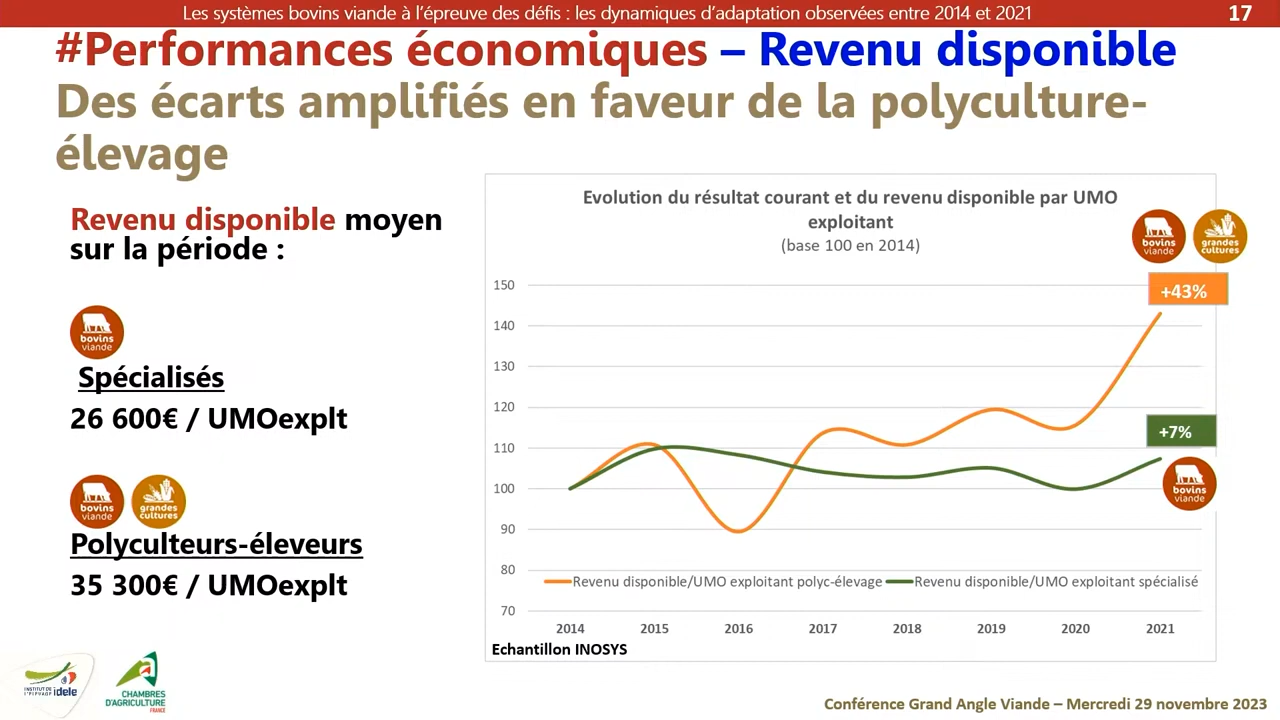 Les systèmes bovins viande à l'épreuve des défis : les dynamiques d'adaptation observées entre 2014 et 2021
17
#Performances économiques – Revenu disponible
Des écarts amplifiés en faveur de la polyculture-
élevage
Revenu disponible moyen
sur la période :
bovins
viande
Spécialisés
26 600€ / UMOexplt
bovins
viande
grandes
cultures
Polyculteurs-éleveurs
35 300€ / UMOexplt
Evolution du résultat courant et du revenu disponible par UMO
exploitant
(base 100 en 2014)
bovins
viande
grandes
cultures
+43%
+7%
bovins
viande
150
140
130
120
110
100
90
80
70
Revenu disponible/UMO exploitant polyc-élevage
Revenu disponible/UMO exploitant spécialisé
2014 2015 2016 2017 2018 2019 2020 2021
Echantillon INOSYS
INSTITUT DE
L'ELEVAGE idele
CHAMBRES
D'AGRICULTURE
FRANCE
Conférence Grand Angle Viande – Mercredi 29 novembre 2023